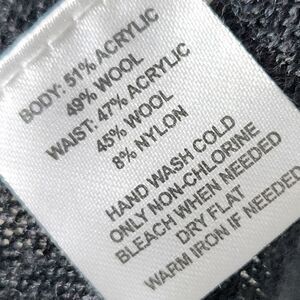 BODY: 51% ACRYLIC
49% WOOL
WAIST: 47% ACRYLIC
45% WOOL
8% NYLON
HAND WASH COLD
ONLY NON-CHLORINE
BLEACH WHEN NEEDED
DRY FLAT
WARM IRON IF NEEDED